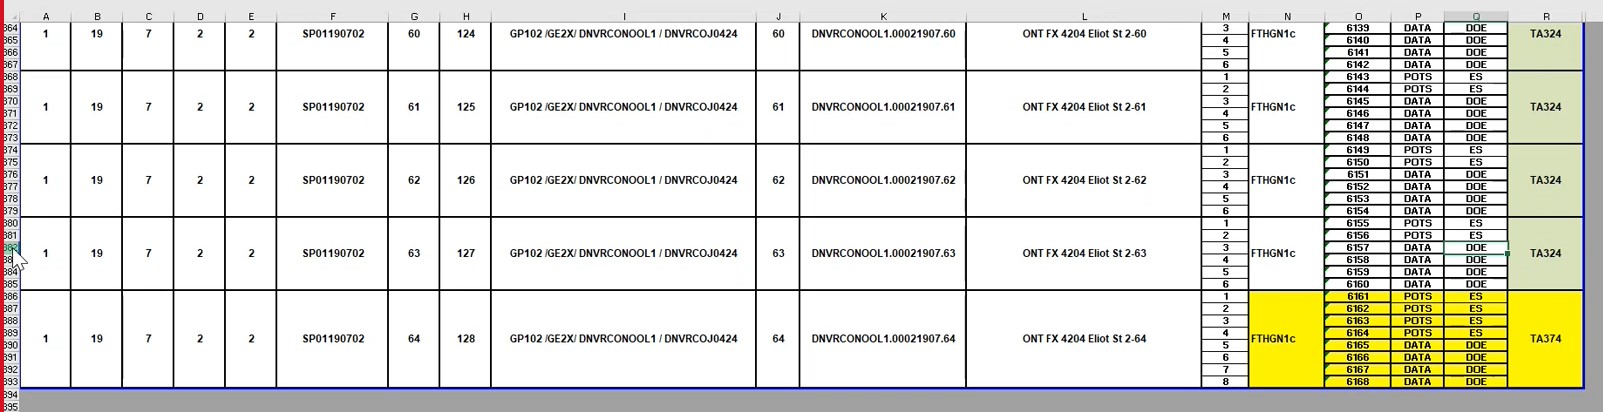 A B C D E F G H I J K L M N O P Q R
364 1 19 7 2 2 SP01190702 60 124 GP102 /GE2X/ DNVRCONOOL1 / DNVRCOJ0424 60 DNVRCONOOL1.00021907.60 ONT FX 4204 Eliot St 2-60 3 FTHGN1c 6139 DATA DOE TA324
365 4 6140 DATA DOE
366 5 6141 DATA DOE
367 6 6142 DATA DOE
368 1 6143 POTS ES
369 2 6144 POTS ES
370 1 19 7 2 2 SP01190702 61 125 GP102 /GE2X/ DNVRCONOOL1 / DNVRCOJ0424 61 DNVRCONOOL1.00021907.61 ONT FX 4204 Eliot St 2-61 3 FTHGN1c 6145 DATA DOE TA324
371 4 6146 DATA DOE
372 5 6147 DATA DOE
373 6 6148 DATA DOE
374 1 6149 POTS ES
375 2 6150 POTS ES
376 1 19 7 2 2 SP01190702 62 126 GP102 /GE2X/ DNVRCONOOL1 / DNVRCOJ0424 62 DNVRCONOOL1.00021907.62 ONT FX 4204 Eliot St 2-62 3 FTHGN1c 6151 DATA DOE TA324
377 4 6152 DATA DOE
378 5 6153 DATA DOE
379 6 6154 DATA DOE
380 1 6155 POTS ES
381 2 6156 POTS ES
382 1 19 7 2 2 SP01190702 63 127 GP102 /GE2X/ DNVRCONOOL1 / DNVRCOJ0424 63 DNVRCONOOL1.00021907.63 ONT FX 4204 Eliot St 2-63 3 FTHGN1c 6157 DATA DOE TA324
4 6158 DATA DOE
384 5 6159 DATA DOE
385 6 6160 DATA DOE
386 1 6161 POTS ES
387 2 6162 POTS ES
388 3 6163 POTS ES
389 1 19 7 2 2 SP01190702 64 128 GP102 /GE2X/ DNVRCONOOL1 / DNVRCOJ0424 64 DNVRCONOOL1.00021907.64 ONT FX 4204 Eliot St 2-64 4 FTHGN1c 6164 POTS ES TA374
390 5 6165 DATA DOE
391 6 6166 DATA DOE
392 7 6167 DATA DOE
393 8 6168 DATA DOE
394
395